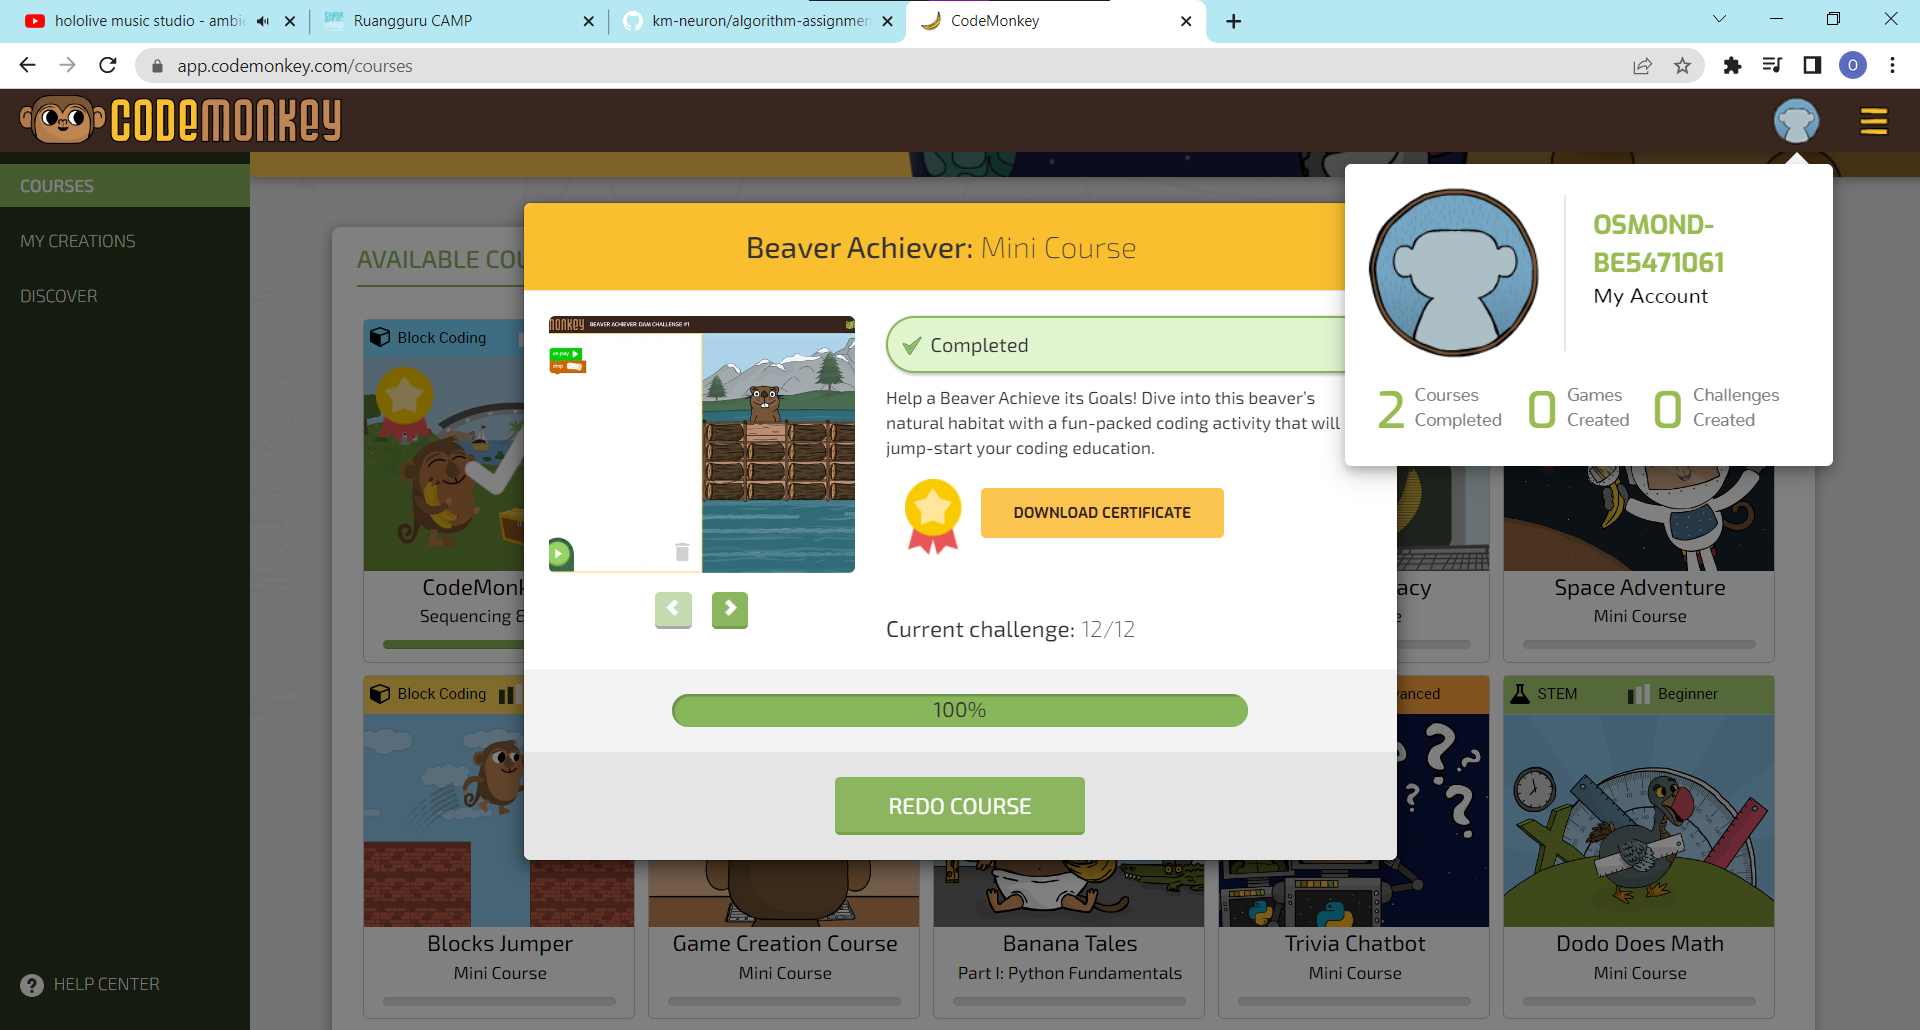 hololive music studio - ambi
Ruangguru CAMP
km-neuron/algorithm-assignmen
CodeMonkey
app.codemonkey.com/courses
O
CODEMONKEY
COURSES
MY CREATIONS
DISCOVER
HELP CENTER
AVAILABLE COU
Beaver Achiever: Mini Course
MONKEY BEAVER ACHIEVER: DAM CHALLENGE #1
on play
drop
Completed
Help a Beaver Achieve its Goals! Dive into this beaver's
natural habitat with a fun-packed coding activity that will
jump-start your coding education.
DOWNLOAD CERTIFICATE
Current challenge: 12/12
100%
REDO COURSE
OSMOND-
BE5471061
My Account
2 Courses Completed
0 Games Created
0 Challenges Created
Block Coding
CodeMonk
Sequencing &
acy
Space Adventure
Mini Course
Block Coding
Blocks Jumper
Mini Course
Game Creation Course
Mini Course
Banana Tales
Part I: Python Fundamentals
vanced
Trivia Chatbot
Mini Course
STEM
Beginner
Dodo Does Math
Mini Course